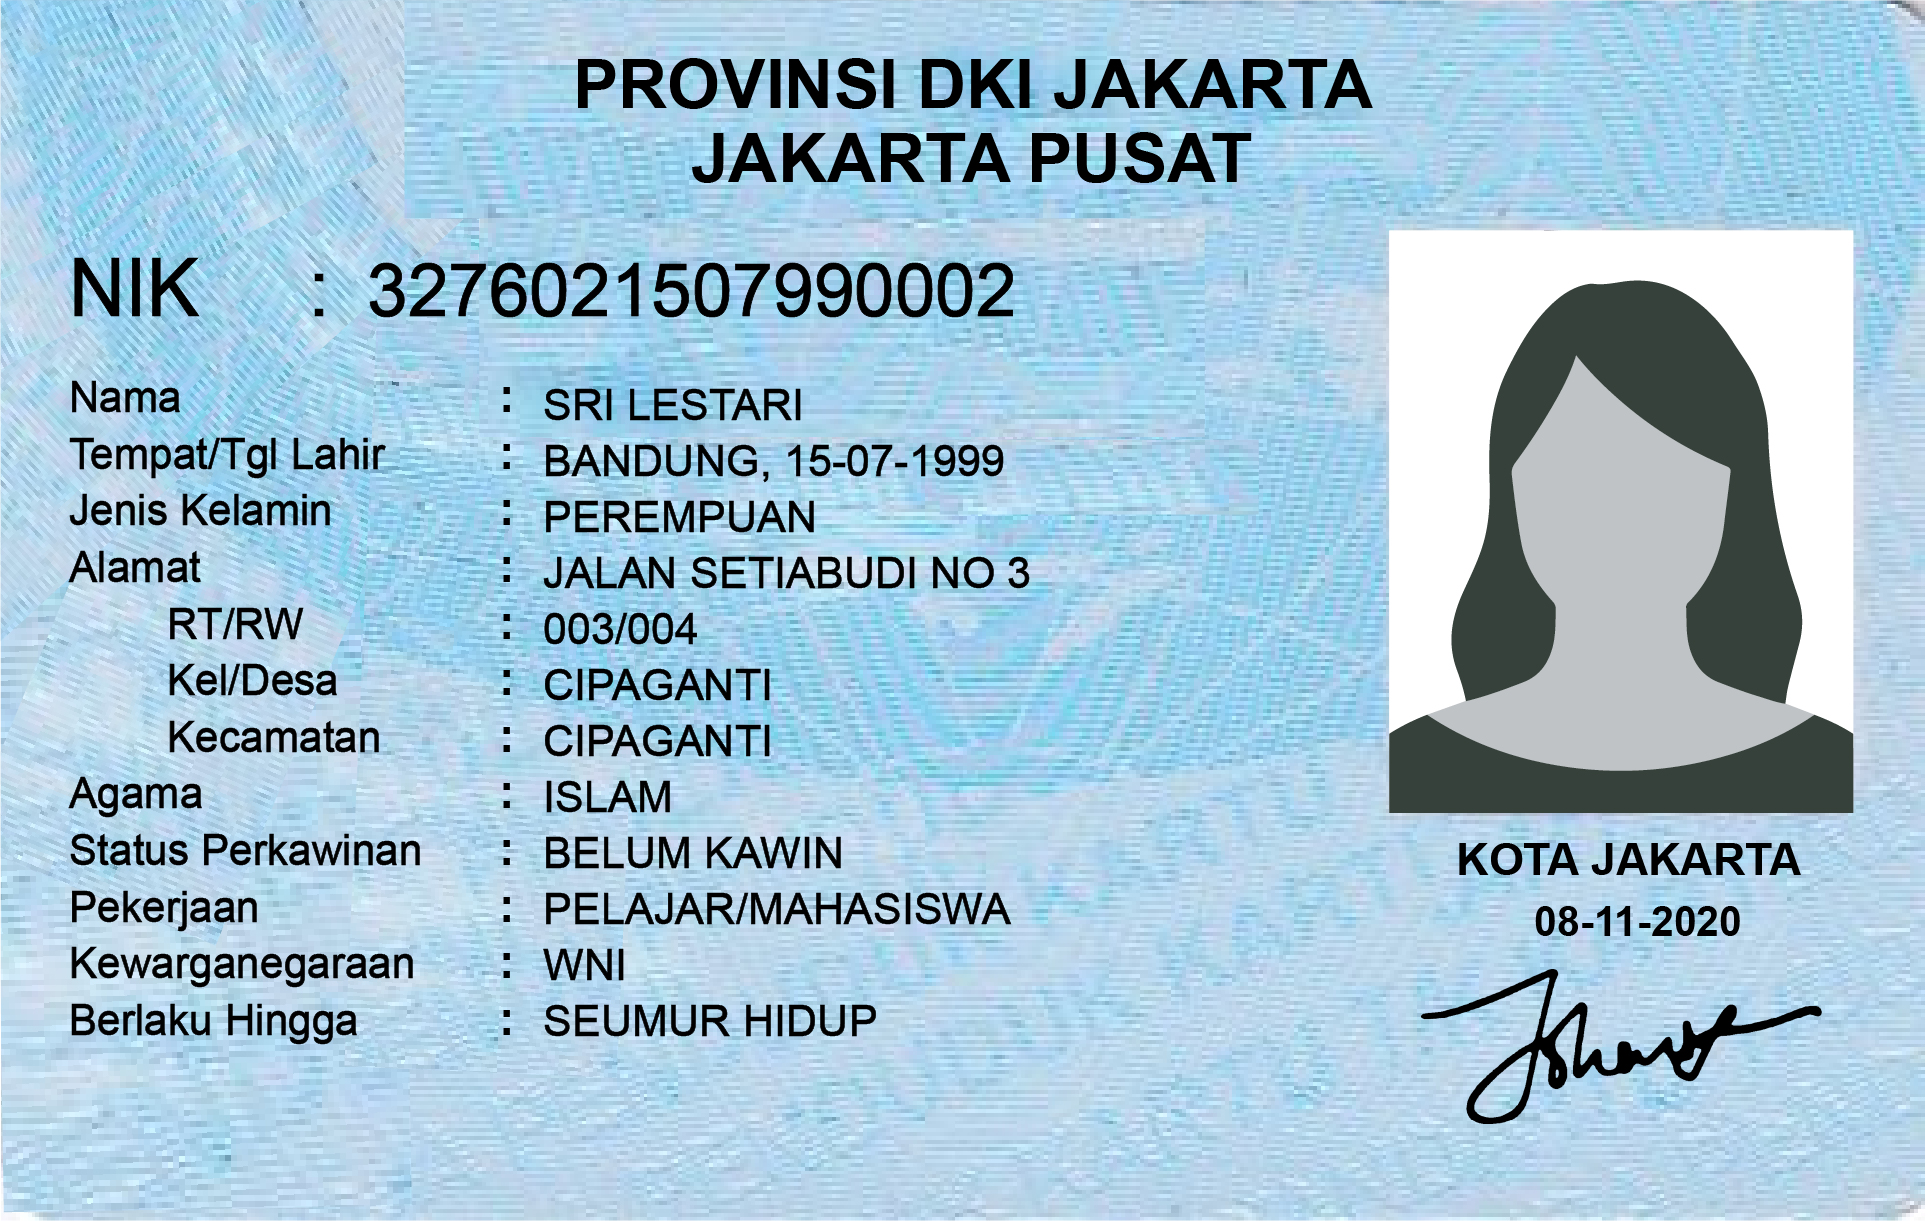 PROVINSI DKI JAKARTA
JAKARTA PUSAT
NIK : 3276021507990002
Nama : SRI LESTARI
Tempat/Tgl Lahir : BANDUNG, 15-07-1999
Jenis Kelamin : PEREMPUAN
Alamat : JALAN SETIABUDI NO 3
RT/RW : 003/004
Kel/Desa : CIPAGANTI
Kecamatan : CIPAGANTI
Agama : ISLAM
Status Perkawinan : BELUM KAWIN
Pekerjaan : PELAJAR/MAHASISWA
Kewarganegaraan : WNI
Berlaku Hingga : SEUMUR HIDUP
KOTA JAKARTA
08-11-2020